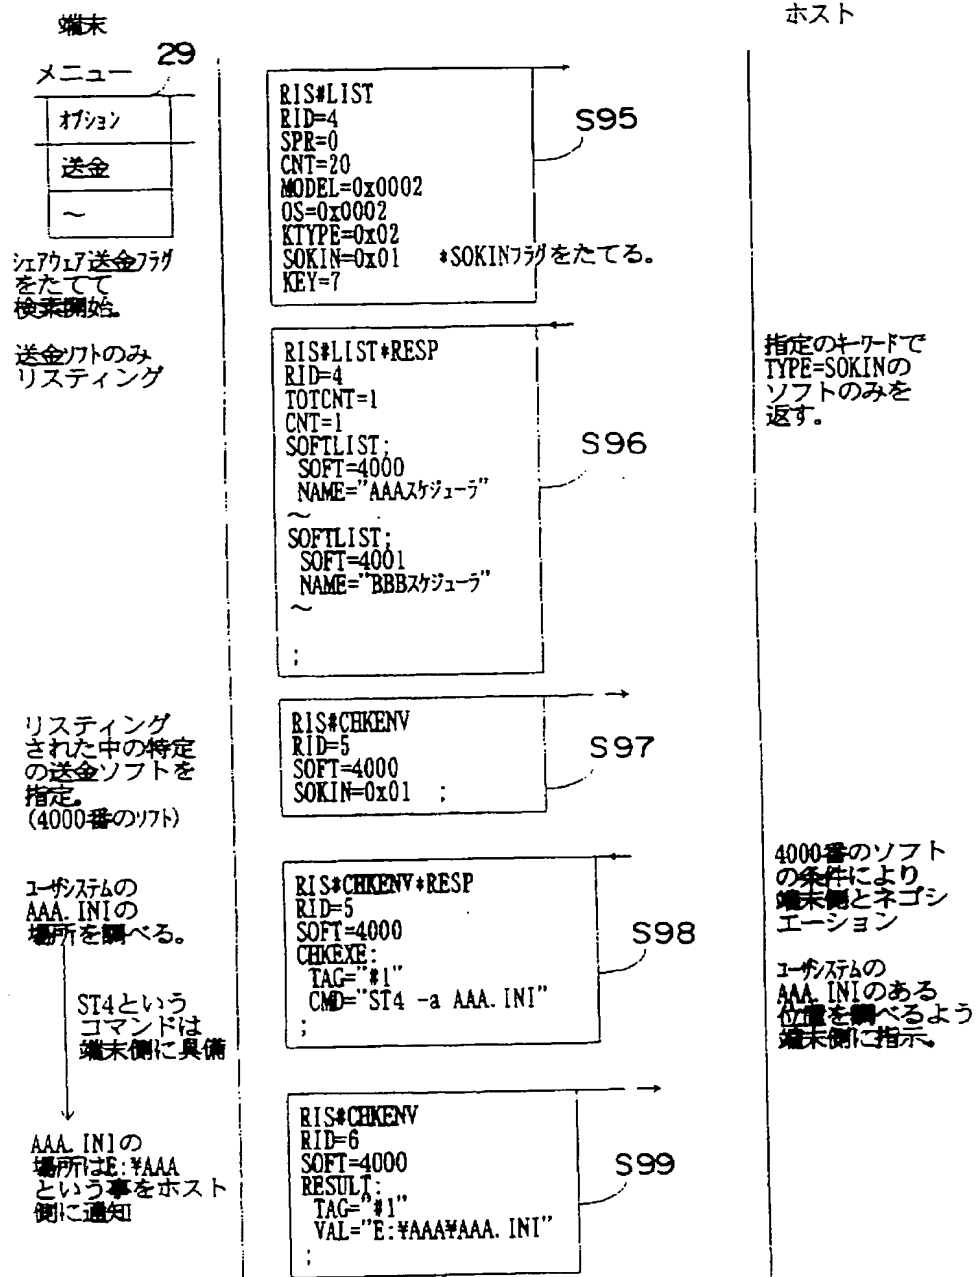 端末
ホスト
メニュー
29
オプション
送金
～
シェアウェア送金フラグ
をたてて
検索開始。
RIS#LIST
RID=4
SPR=0
CNT=20
MODEL=0x0002
OS=0x0002
KTYPE=0x02
SOKIN=0x01 *SOKINフラグをたてる。
KEY=7
S95
送金ソフトのみ
リスティング
RIS#LIST*RESP
RID=4
TOTCNT=1
CNT=1
SOFTLIST;
SOFT=4000
NAME="AAAスケジューラ"
～
SOFTLIST;
SOFT=4001
NAME="BBBスケジューラ"
～
;
S96
指定のキーワードで
TYPE=SOKINの
ソフトのみを
返す。
リスティング
された中の特定
の送金ソフトを
指定。
(4000番のソフト)
RIS#CHKENV
RID=5
SOFT=4000
SOKIN=0x01 ;
S97
ユーザシステムの
AAA.INIの
場所を調べる。
ST4という
コマンドは
端末側に具備
RIS#CHKENV*RESP
RID=5
SOFT=4000
CHKEXE:
TAG="#1"
CMD="ST4 -a AAA.INI"
;
S98
4000番のソフト
の条件により
端末側とネゴシ
エーション
ユーザシステムの
AAA.INIのある
位置を調べるよう
端末側に指示。
AAA.INIの
場所はE:¥AAA
という事をホスト
側に通知
RIS#CHKENV
RID=6
SOFT=4000
RESULT:
TAG="#1"
VAL="E:¥AAA¥AAA.INI"
;
S99